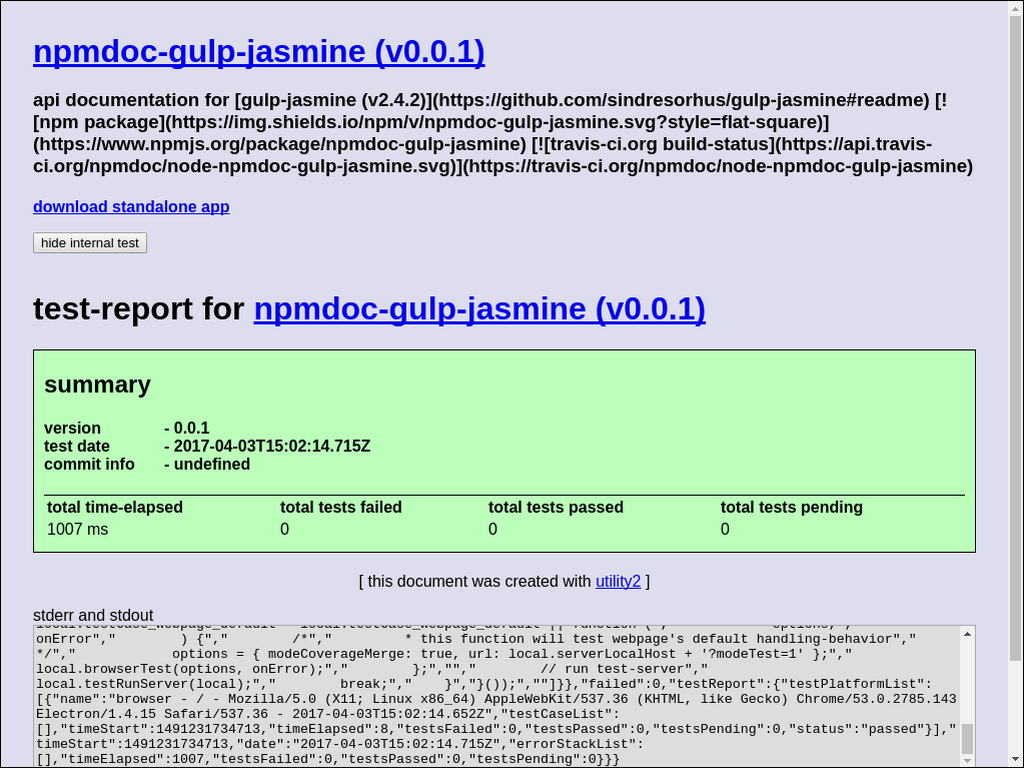 npmdoc-gulp-jasmine (v0.0.1)
api documentation for [gulp-jasmine (v2.4.2)](https://github.com/sindresorhus/gulp-jasmine#readme) [!
[npm package](https://img.shields.io/npm/v/npmdoc-gulp-jasmine.svg?style=flat-square)]
(https://www.npmjs.org/package/npmdoc-gulp-jasmine) [![travis-ci.org build-status](https://api.travis-
ci.org/npmdoc/node-npmdoc-gulp-jasmine.svg)](https://travis-ci.org/npmdoc/node-npmdoc-gulp-jasmine)
download standalone app
hide internal test
test-report for npmdoc-gulp-jasmine (v0.0.1)
summary
version - 0.0.1
test date - 2017-04-03T15:02:14.715Z
commit info - undefined
total time-elapsed total tests failed total tests passed total tests pending
1007 ms 0 0 0
[ this document was created with utility2 ]
stderr and stdout
onError"," ) {"," /*"," * this function will test webpage's default handling-behavior","
*/"," options = { modeCoverageMerge: true, url: local.serverLocalHost + '?modeTest=1' };","
local.browserTest(options, onError);"," };",""," // run test-server","
local.testRunServer(local);"," break;"," }","}());",""]}},"failed":0,"testReport":{"testPlatformList":
[{"name":"browser - / - Mozilla/5.0 (X11; Linux x86_64) AppleWebKit/537.36 (KHTML, like Gecko) Chrome/53.0.2785.143
Electron/1.4.15 Safari/537.36 - 2017-04-03T15:02:14.652Z","testCaseList":
[],"timeStart":1491231734713,"timeElapsed":8,"testsFailed":0,"testsPassed":0,"testsPending":0,"status":"passed"}],"
timeStart":1491231734713,"date":"2017-04-03T15:02:14.715Z","errorStackList":
[],"timeElapsed":1007,"testsFailed":0,"testsPassed":0,"testsPending":0}}}